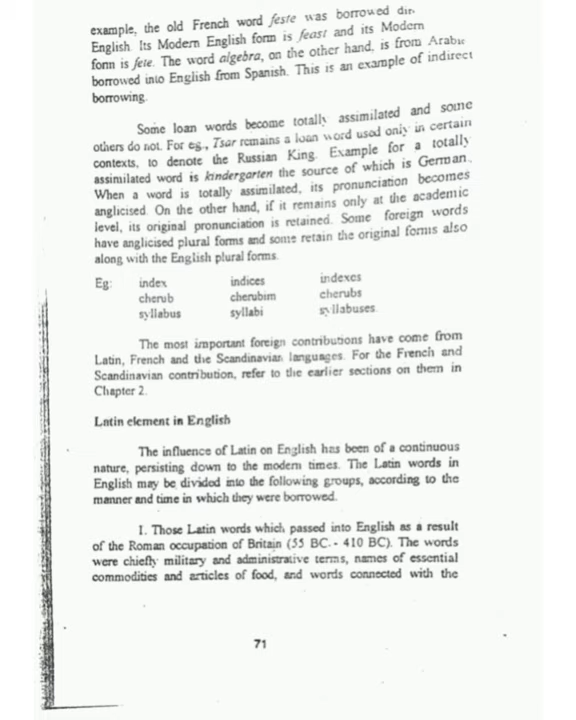 example, the old French word feste was borrowed dir
English. Its Modern English form is feast and its Modern
form is fete. The word algebra, on the other hand, is from Arabic
borrowed into English from Spanish. This is an example of indirect
borrowing.
Some loan words become totally assimilated and some
others do not. For eg., Tsar remains a loan word used only in certain
contexts, to denote the Russian King. Example for a totally
assimilated word is kindergarten the source of which is German.
When a word is totally assimilated, its pronunciation becomes
anglicised. On the other hand, if it remains only at the academic
level, its original pronunciation is retained. Some foreign words
have anglicised plural forms and some retain the original forms also
along with the English plural forms.
Eg: index indices indexes
cherub cherubim cherubs
syllabus syllabi syllabuses
The most important foreign contributions have come from
Latin, French and the Scandinavian languages. For the French and
Scandinavian contribution, refer to the earlier sections on them in
Chapter 2.
Latin element in English
The influence of Latin on English has been of a continuous
nature, persisting down to the modern times. The Latin words in
English may be divided into the following groups, according to the
manner and time in which they were borrowed.
1. Those Latin words which passed into English as a result
of the Roman occupation of Britain (55 BC. - 410 BC). The words
were chiefly military and administrative terms, names of essential
commodities and articles of food, and words connected with the
71